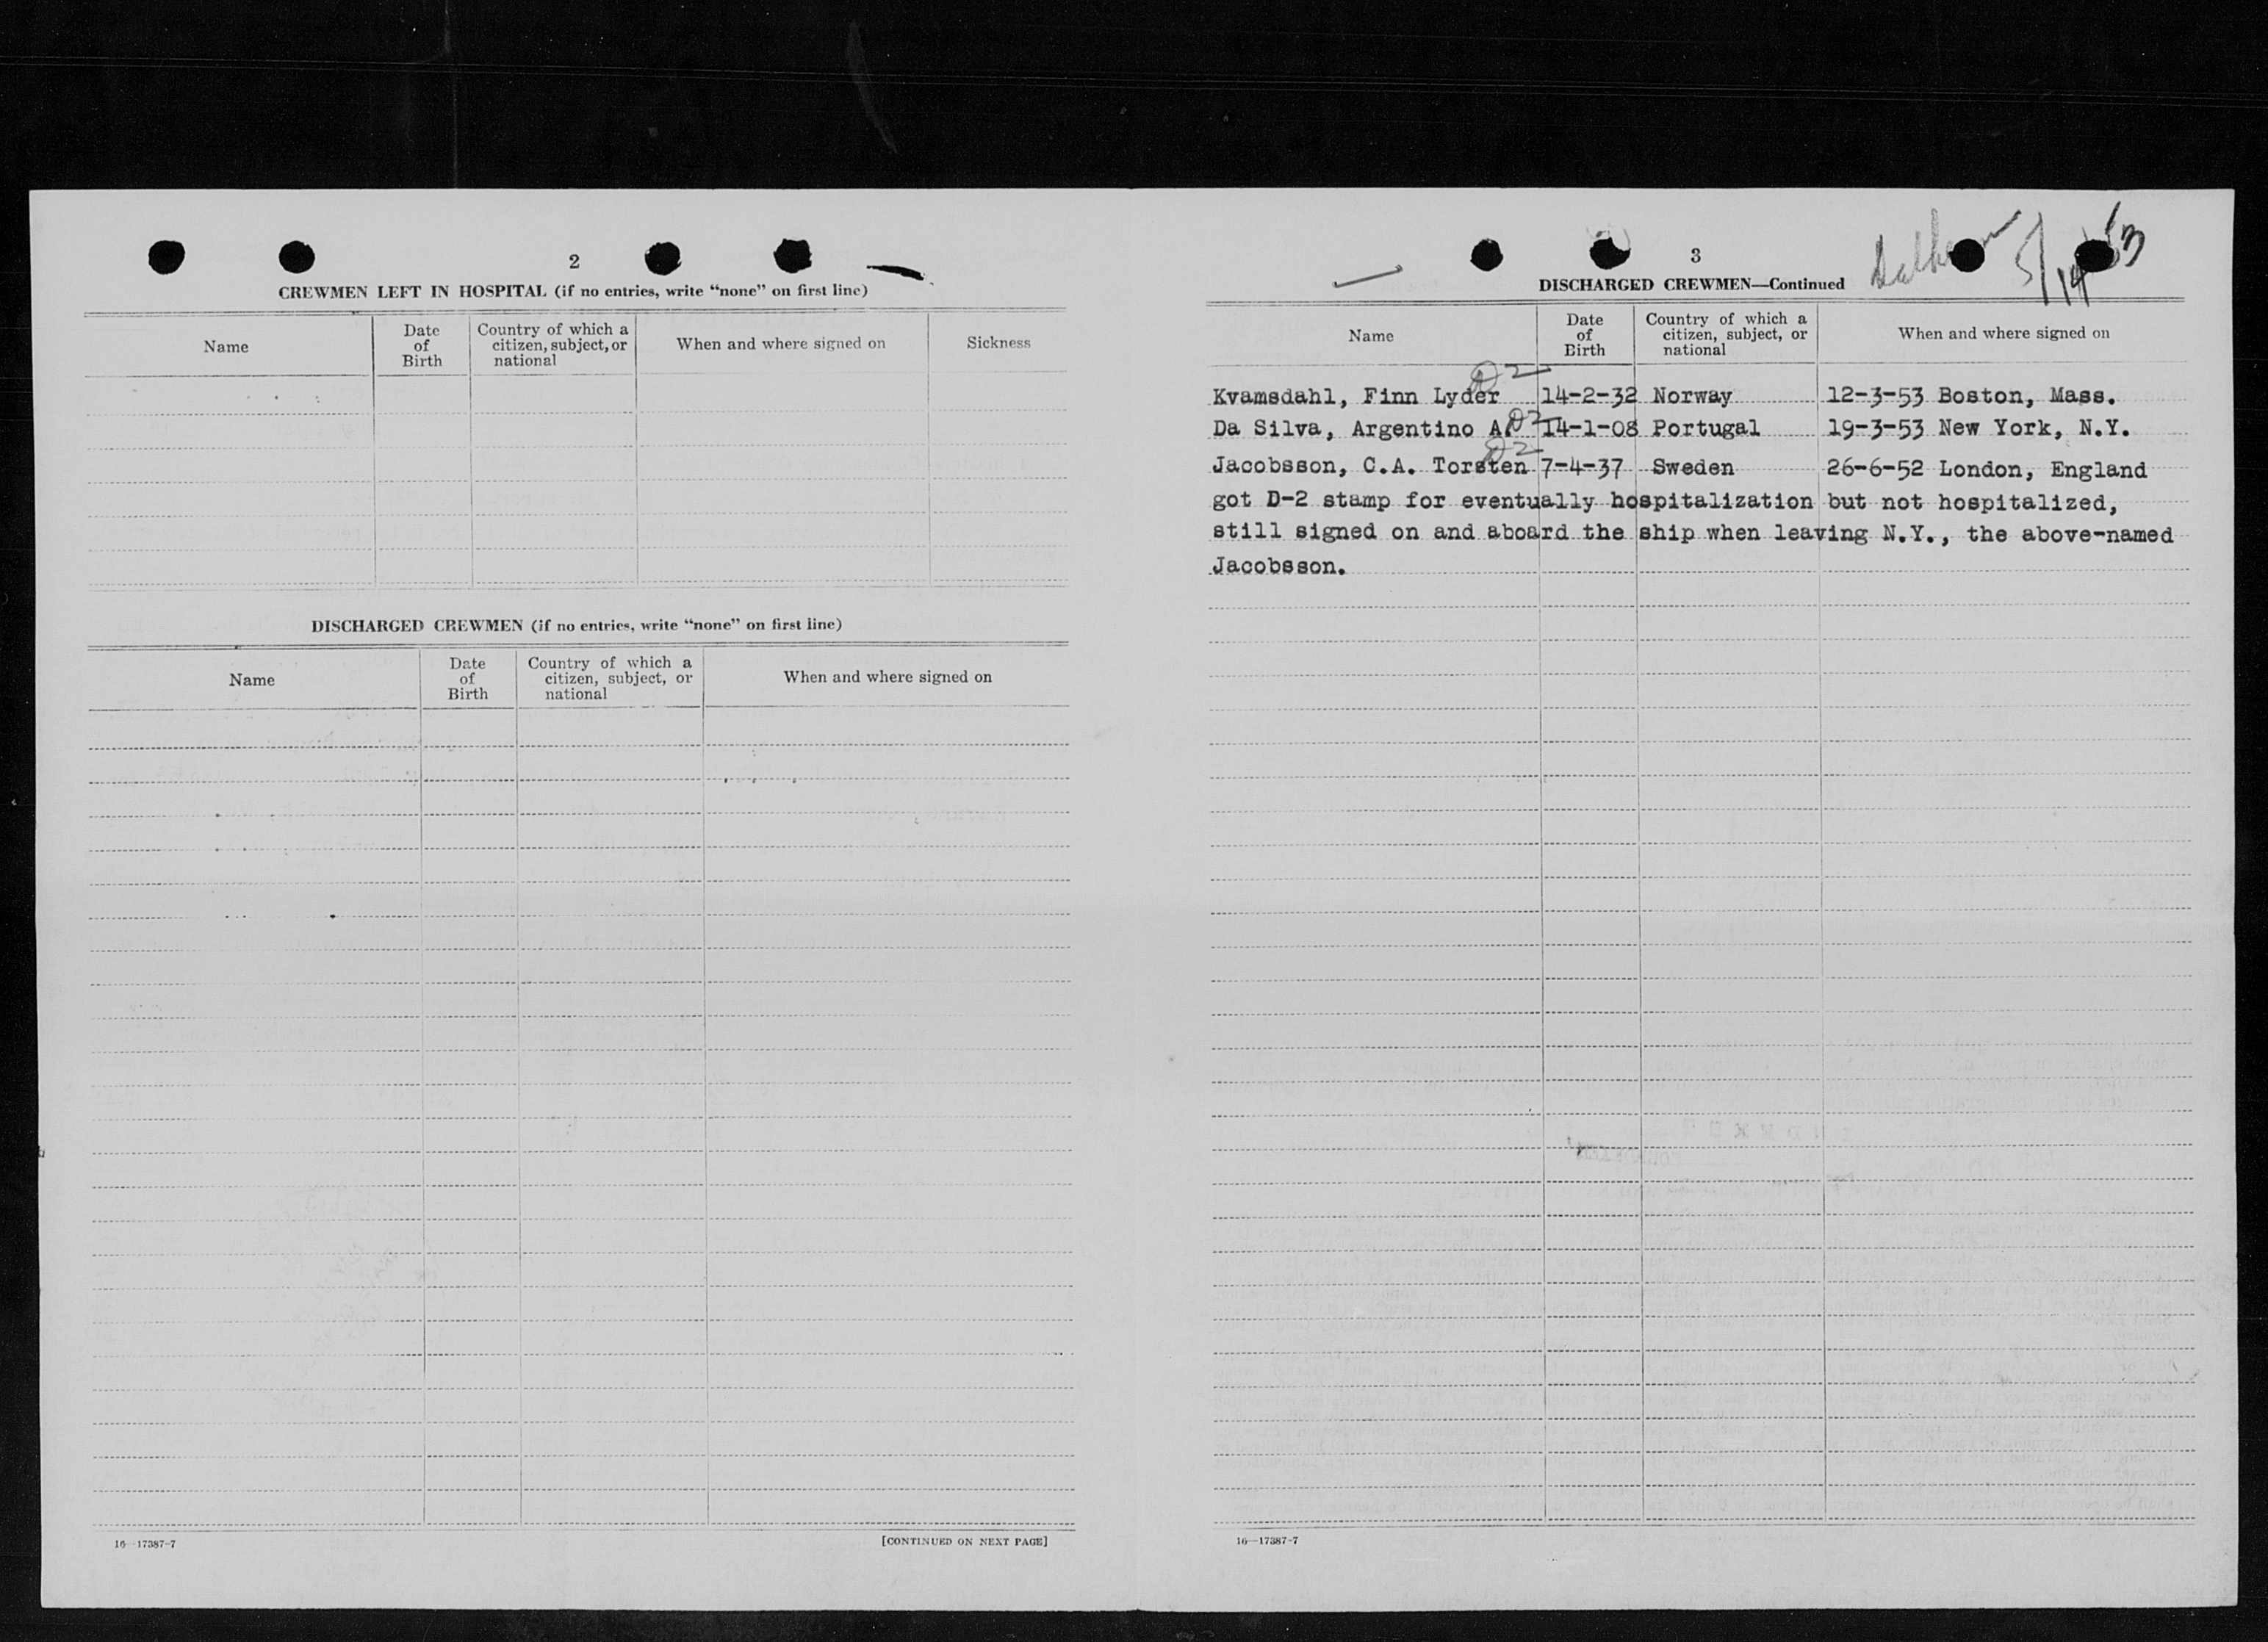 2
CREWMEN LEFT IN HOSPITAL (if no entries, write “none” on first line)
Name
Date of Birth
Country of which a citizen, subject, or national
When and where signed on
Sickness
DISCHARGED CREWMEN (if no entries, write “none” on first line)
Name
Date of Birth
Country of which a citizen, subject, or national
When and where signed on
16—17387-7
[CONTINUED ON NEXT PAGE]
3
5/14/53
DISCHARGED CREWMEN—Continued
Name
Date of Birth
Country of which a citizen, subject, or national
When and where signed on
D2
Kvamsdahl, Finn Lyder 14-2-32 Norway 12-3-53 Boston, Mass.
D2
Da Silva, Argentino A. 14-1-08 Portugal 19-3-53 New York, N.Y.
D2
Jacobsson, C.A. Torsten 7-4-37 Sweden 26-6-52 London, England
got D-2 stamp for eventually hospitalization but not hospitalized,
still signed on and aboard the ship when leaving N.Y., the above-named
Jacobsson.
16—17387-7